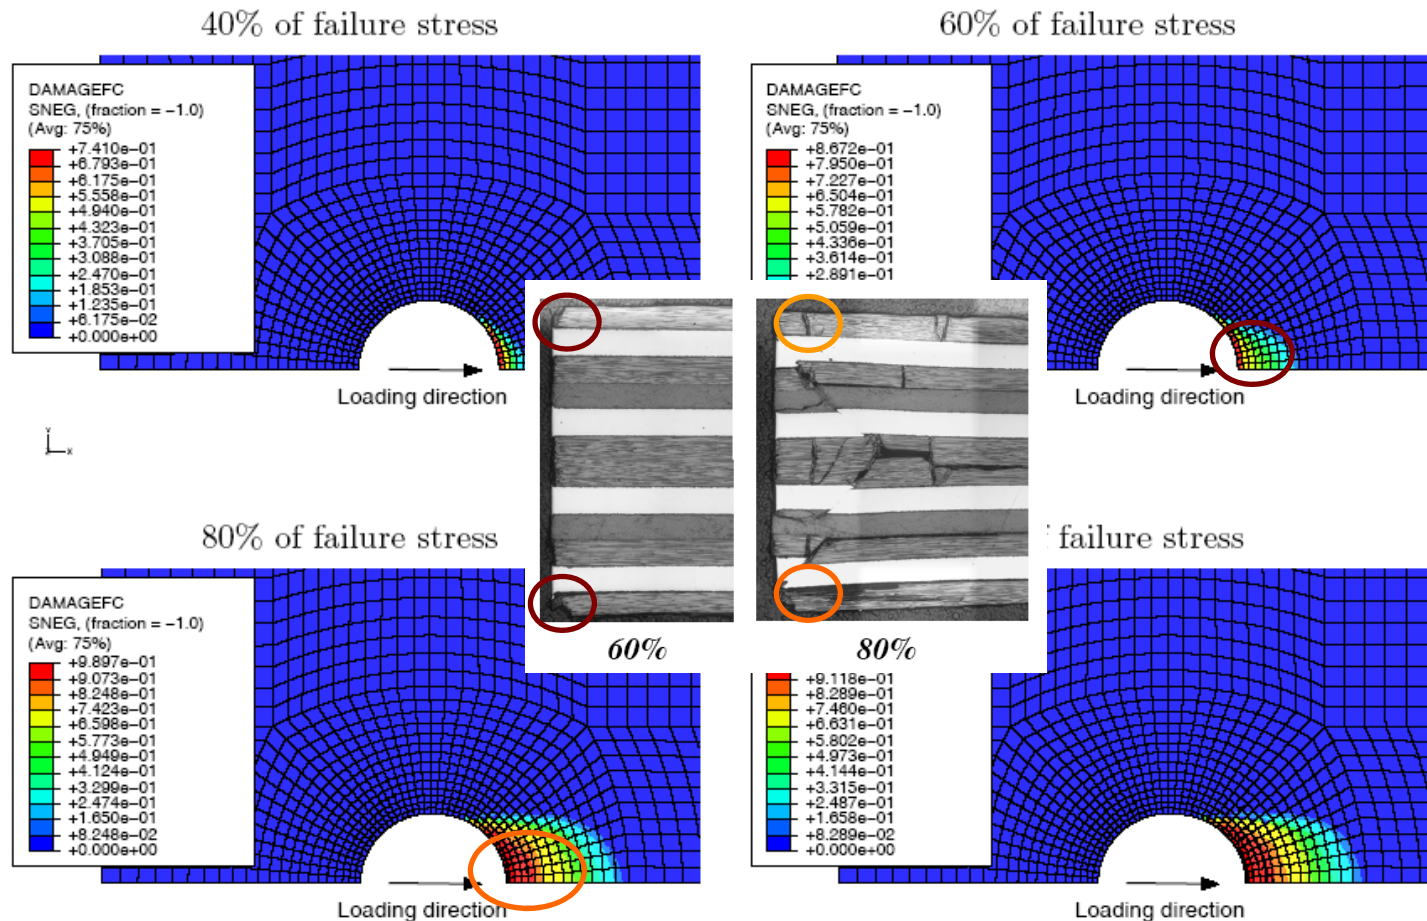 40% of failure stress
60% of failure stress
DAMAGEFC
SNEG, (fraction = -1.0)
(Avg: 75%)
+7.410e-01
+6.793e-01
+6.175e-01
+5.558e-01
+4.940e-01
+4.323e-01
+3.705e-01
+3.088e-01
+2.470e-01
+1.853e-01
+1.235e-01
+6.175e-02
+0.000e+00
Loading direction
DAMAGEFC
SNEG, (fraction = -1.0)
(Avg: 75%)
+8.672e-01
+7.950e-01
+7.227e-01
+6.504e-01
+5.782e-01
+5.059e-01
+4.336e-01
+3.614e-01
+2.891e-01
Loading direction
Y
X
60%
80%
80% of failure stress
failure stress
DAMAGEFC
SNEG, (fraction = -1.0)
(Avg: 75%)
+9.897e-01
+9.073e-01
+8.248e-01
+7.423e-01
+6.598e-01
+5.773e-01
+4.949e-01
+4.124e-01
+3.299e-01
+2.474e-01
+1.650e-01
+8.248e-02
+0.000e+00
Loading direction
+9.118e-01
+8.289e-01
+7.460e-01
+6.631e-01
+5.802e-01
+4.973e-01
+4.144e-01
+3.315e-01
+2.487e-01
+1.658e-01
+8.289e-02
+0.000e+00
Loading direction